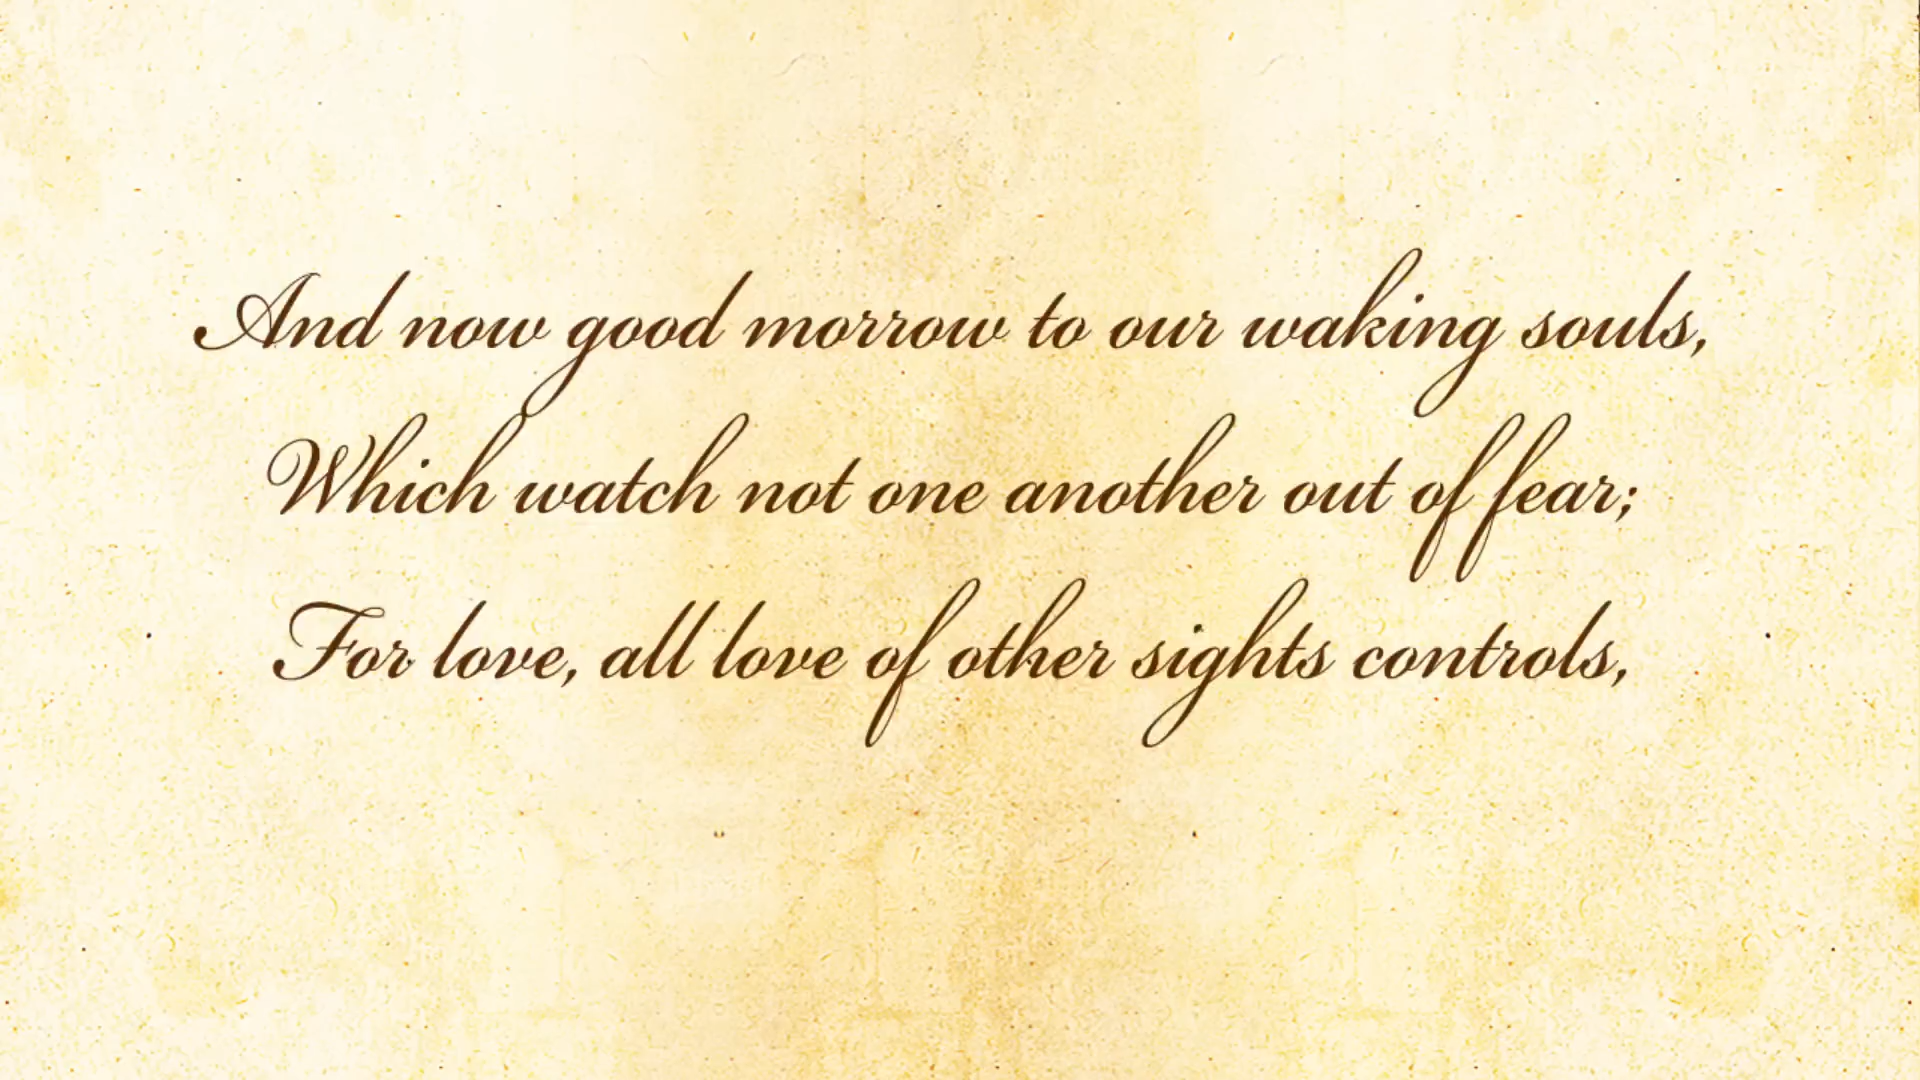 And now good morrow to our waking souls,
Which watch not one another out of fear;
For love, all love of other sights controls,